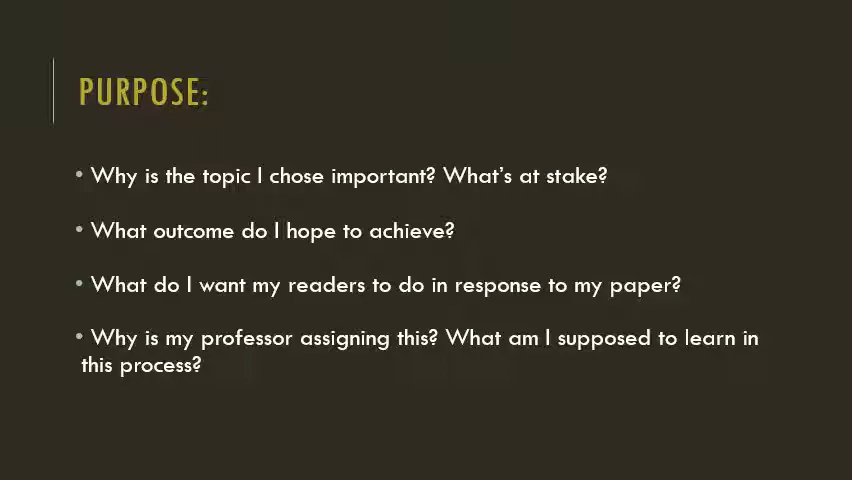 PURPOSE:
• Why is the topic I chose important? What's at stake?
• What outcome do I hope to achieve?
• What do I want my readers to do in response to my paper?
• Why is my professor assigning this? What am I supposed to learn in
this process?